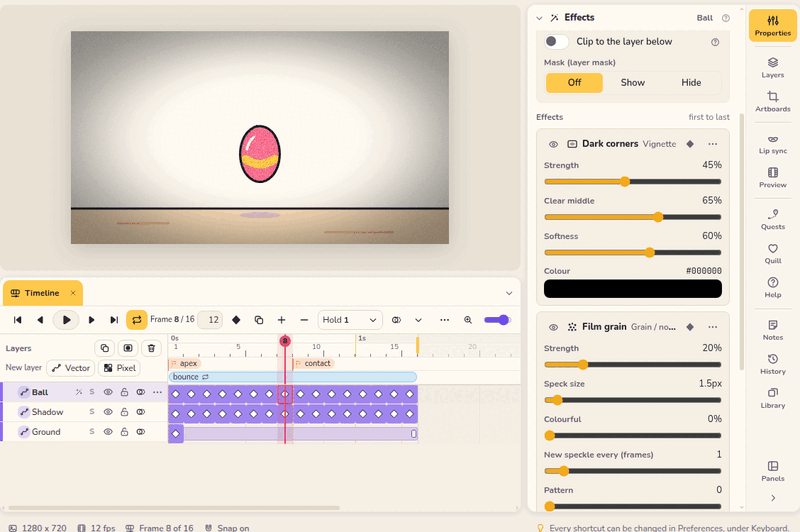 Effects Ball
Clip to the layer below
Mask (layer mask)
Off Show Hide
Effects first to last
Dark corners Vignette
Strength 45%
Clear middle 65%
Softness 60%
Colour #000000
Film grain Grain / no...
Strength 20%
Speck size 1.5px
Colourful 0%
New speckle every (frames) 1
Pattern 0
Properties
Layers
Artboards
Lip sync
Preview
Quests
Quill
Help
Notes
History
Library
Panels
Timeline
Frame 8 / 16 12 Hold 1
Layers
New layer Vector Pixel
0s 1s
1 5 8 10 15 20
apex contact
bounce
Ball S
Shadow S
Ground S
1280 x 720 12 fps Frame 8 of 16 Snap on
Every shortcut can be changed in Preferences, under Keyboard.